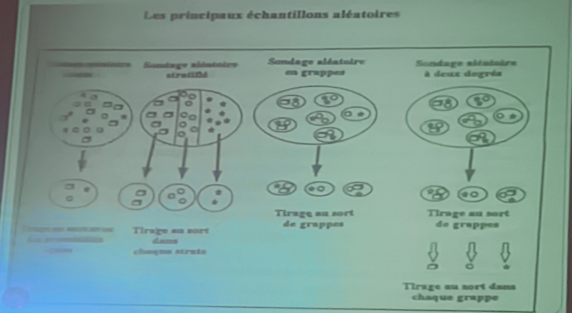 Les principaux échantillons aléatoires
Sondage aléatoire
stratifié
Sondage aléatoire
en grappes
Sondage aléatoire
à deux degrés
Tirage au sort
dans
chaque strate
Tirage au sort
de grappes
Tirage au sort
de grappes
Tirage au sort dans
chaque grappe